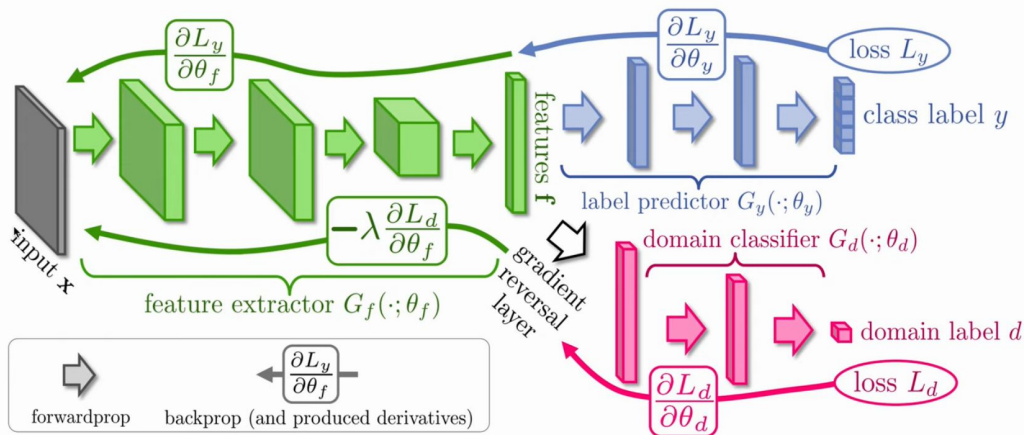 ∂L_y/∂θ_f
∂L_y/∂θ_y
loss L_y
features f
class label y
label predictor G_y(·; θ_y)
input x
−λ ∂L_d/∂θ_f
feature extractor G_f(·; θ_f)
gradient
reversal
layer
domain classifier G_d(·; θ_d)
domain label d
∂L_d/∂θ_d
loss L_d
forwardprop
∂L_y/∂θ_f
backprop (and produced derivatives)